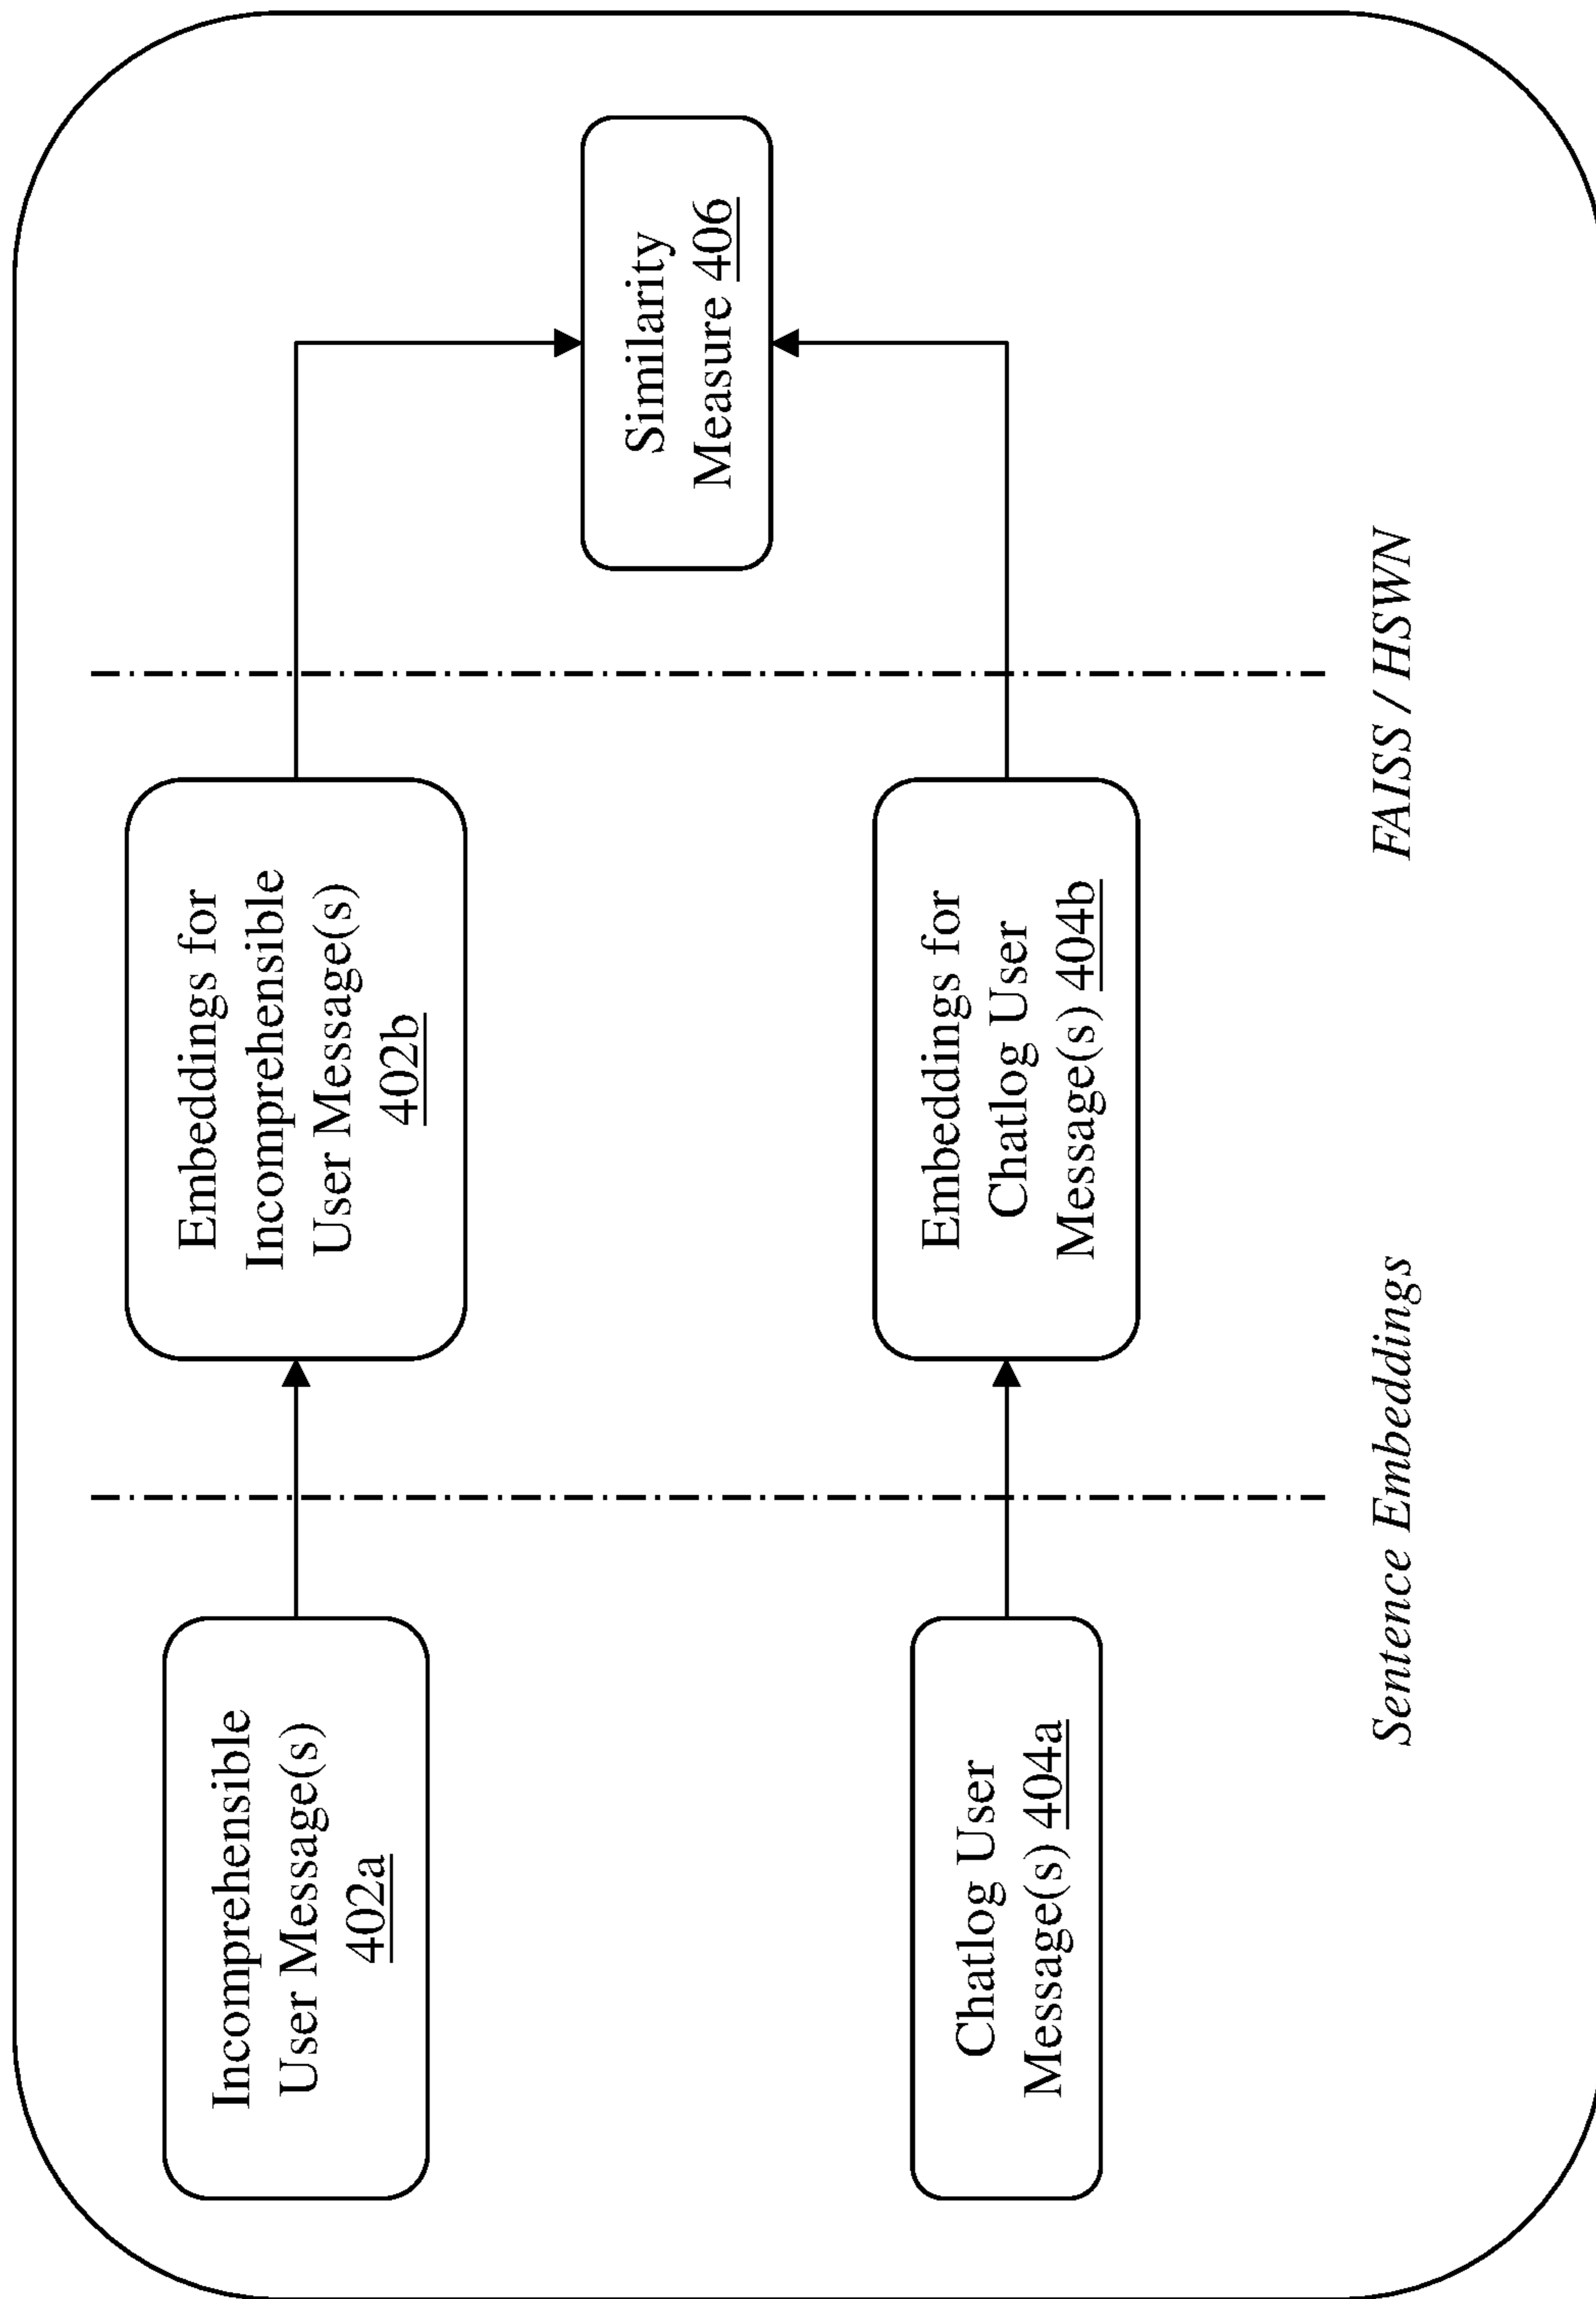 Incomprehensible
User Message(s)
402a
Embeddings for
Incomprehensible
User Message(s)
402b
Similarity
Measure 406
Chatlog User
Message(s) 404a
Embeddings for
Chatlog User
Message(s) 404b
Sentence Embeddings
FAISS / HSWN